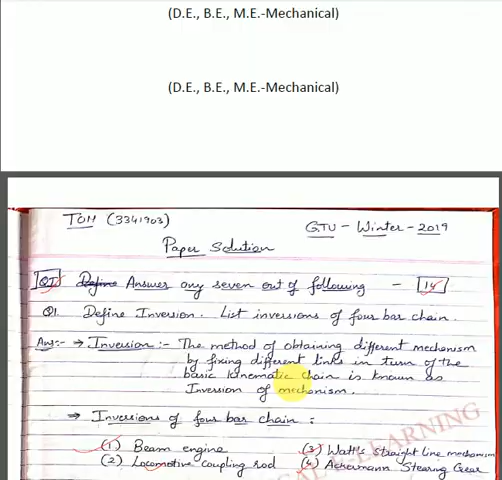 (D.E., B.E., M.E.-Mechanical)
(D.E., B.E., M.E.-Mechanical)
TOM (3341903)
GTU - Winter - 2019
Paper Solution
Q1 Define Answer any seven out of following - 14
Q1. Define Inversion. List inversions of four bar chain.
Ans:- → Inversion :- The method of obtaining different mechanism
by fixing different links in turn of the
basic kinematic chain is known as
Inversion of mechanism.
⇒ Inversions of four bar chain :
(1) Beam engine (3) Watt's Straight Line mechanism
(2) Locomotive coupling rod (4) Ackermann Stearing Gear
E-LEARNING